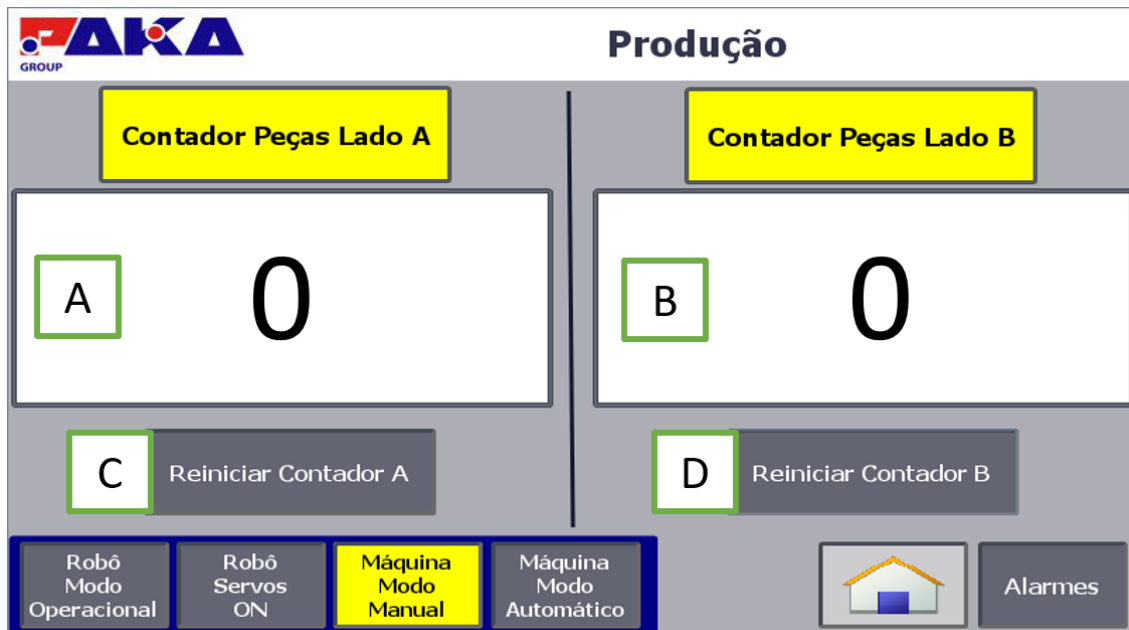 PAKA
GROUP
Produção
Contador Peças Lado A
Contador Peças Lado B
A
0
B
0
C
Reiniciar Contador A
D
Reiniciar Contador B
Robô
Modo
Operacional
Robô
Servos
ON
Máquina
Modo
Manual
Máquina
Modo
Automático
Alarmes